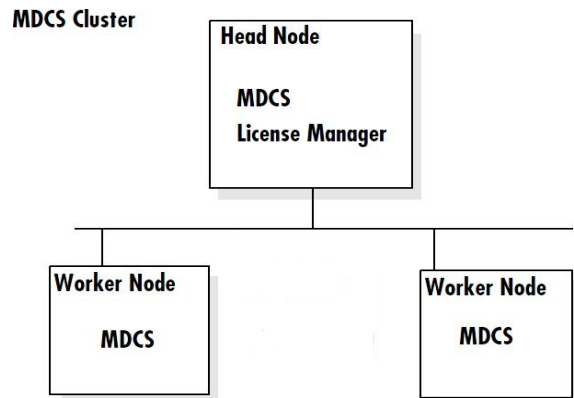 MDCS Cluster
Head Node
MDCS
License Manager
Worker Node
MDCS
Worker Node
MDCS